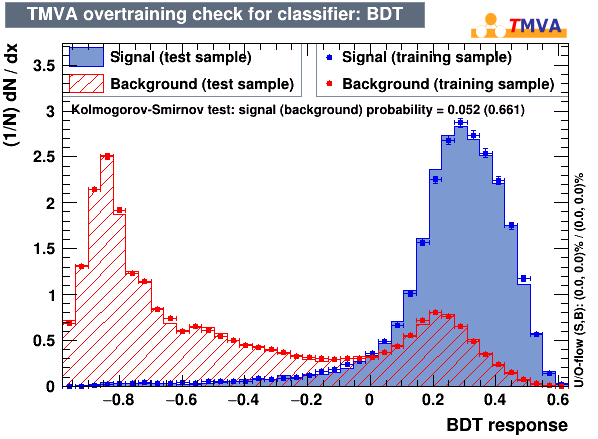 TMVA overtraining check for classifier: BDT
TMVA
(1/N) dN / dx
Signal (test sample)
Background (test sample)
Signal (training sample)
Background (training sample)
Kolmogorov-Smirnov test: signal (background) probability = 0.052 (0.661)
3.5
3
2.5
2
1.5
1
0.5
0
−0.8 −0.6 −0.4 −0.2 0 0.2 0.4 0.6
BDT response
U/O-flow (S,B): (0.0, 0.0)% / (0.0, 0.0)%